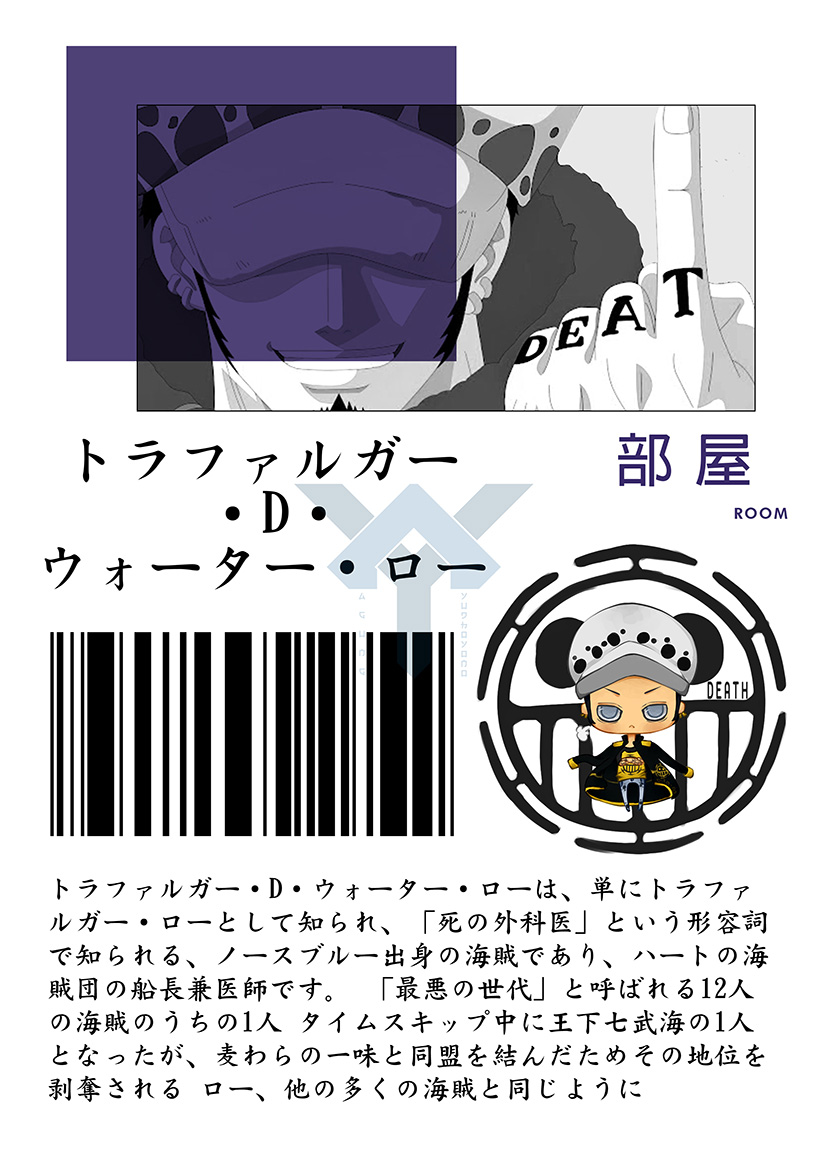 DEAT
トラファルガー
・D・
ウォーター・ロー
部屋
ROOM
AGUNG
YUDHOYONO
DEATH
トラファルガー・D・ウォーター・ローは、単にトラファ
ルガー・ローとして知られ、「死の外科医」という形容詞
で知られる、ノースブルー出身の海賊であり、ハートの海
賊団の船長兼医師です。 「最悪の世代」と呼ばれる12人
の海賊のうちの1人 タイムスキップ中に王下七武海の1人
となったが、麦わらの一味と同盟を結んだためその地位を
剥奪される ロー、他の多くの海賊と同じように